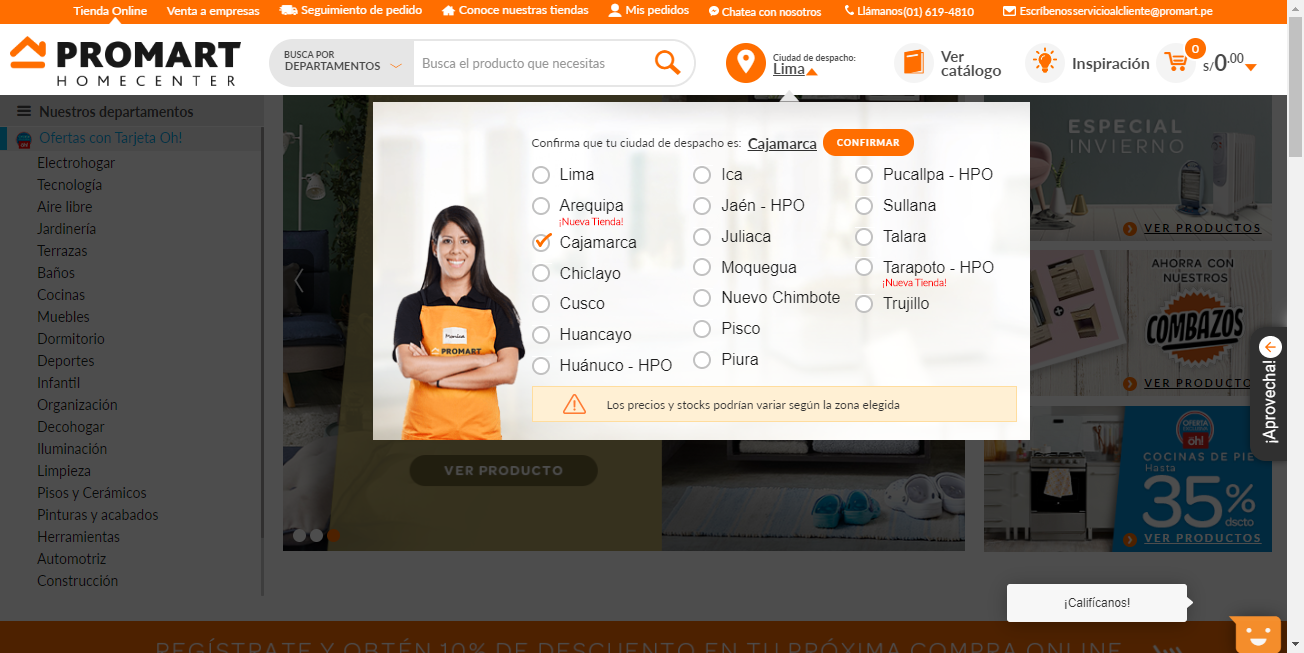 Tienda Online
Venta a empresas
Seguimiento de pedido
Conoce nuestras tiendas
Mis pedidos
Chatea con nosotros
Llámanos(01) 619-4810
Escríbenosservicioalcliente@promart.pe
PROMART
HOMECENTER
BUSCA POR
DEPARTAMENTOS
Busca el producto que necesitas
Ciudad de despacho:
Lima
Ver
catálogo
Inspiración
0
S/0.00
Nuestros departamentos
Ofertas con Tarjeta Oh!
Electrohogar
Tecnología
Aire libre
Jardinería
Terrazas
Baños
Cocinas
Muebles
Dormitorio
Deportes
Infantil
Organización
Decohogar
Iluminación
Limpieza
Pisos y Cerámicos
Pinturas y acabados
Herramientas
Automotriz
Construcción
Confirma que tu ciudad de despacho es: Cajamarca
CONFIRMAR
Lima
Arequipa
¡Nueva Tienda!
Cajamarca
Chiclayo
Cusco
Huancayo
Huánuco - HPO
Ica
Jaén - HPO
Juliaca
Moquegua
Nuevo Chimbote
Pisco
Piura
Pucallpa - HPO
Sullana
Talara
Tarapoto - HPO
¡Nueva Tienda!
Trujillo
PROMART
Los precios y stocks podrían variar según la zona elegida
VER PRODUCTO
ESPECIAL
INVIERNO
VER PRODUCTOS
AHORRA CON
NUESTROS
COMBAZOS
VER PRODUCTO
¡Aprovecha!
OFERTA
EXCLUSIVA
oh!
COCINAS DE PIE
Hasta
35%
dscto
VER PRODUCTOS
¡Califícanos!
REGÍSTRATE Y OBTÉN 10% DE DESCUENTO EN TU PRÓXIMA COMPRA ONLINE